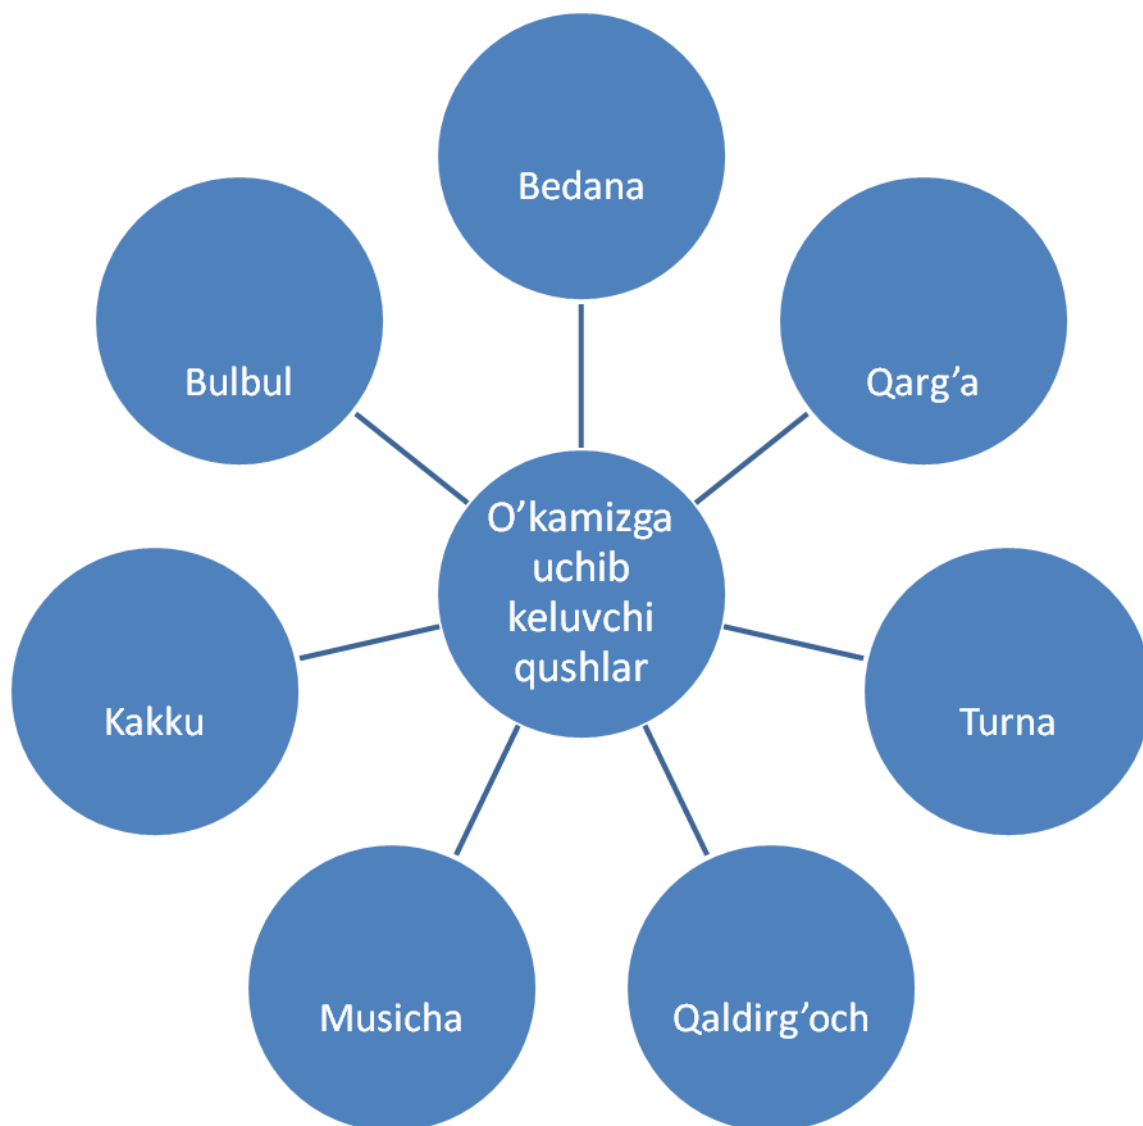 Bedana
Qarg’a
Turna
Qaldirg’och
Musicha
Kakku
Bulbul
O’kamizga
uchib
keluvchi
qushlar